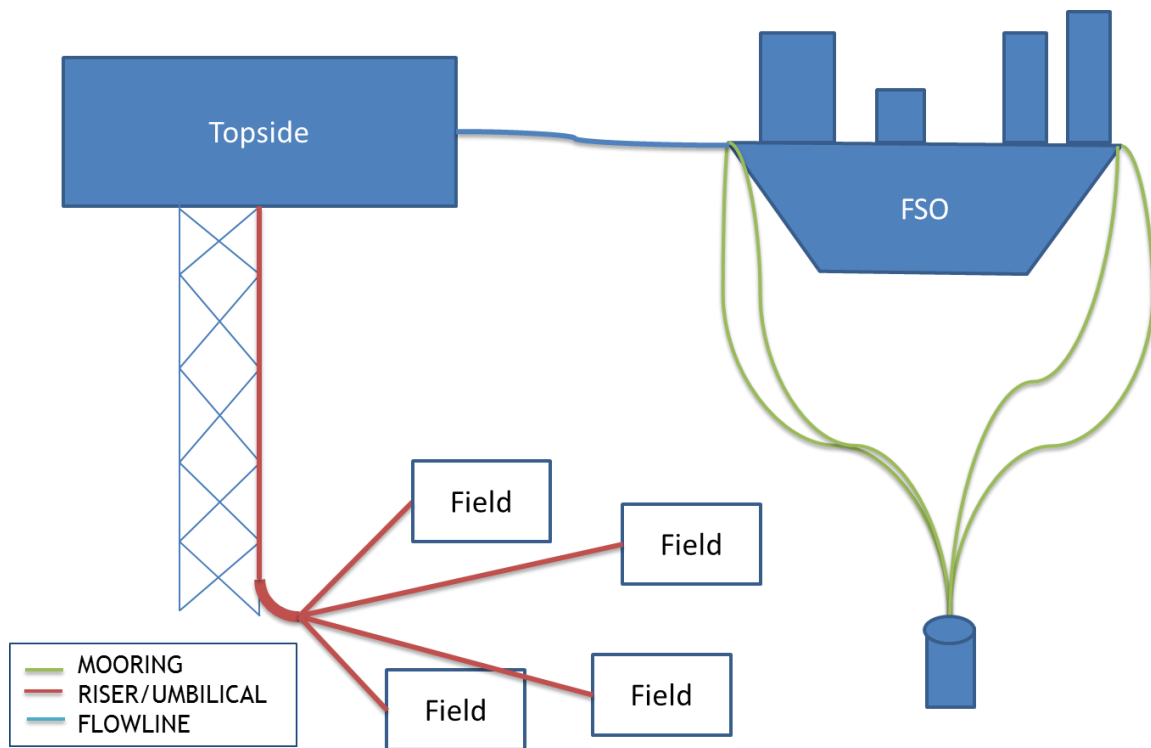 Topside
FSO
Field
Field
Field
Field
MOORING
RISER/UMBILICAL
FLOWLINE